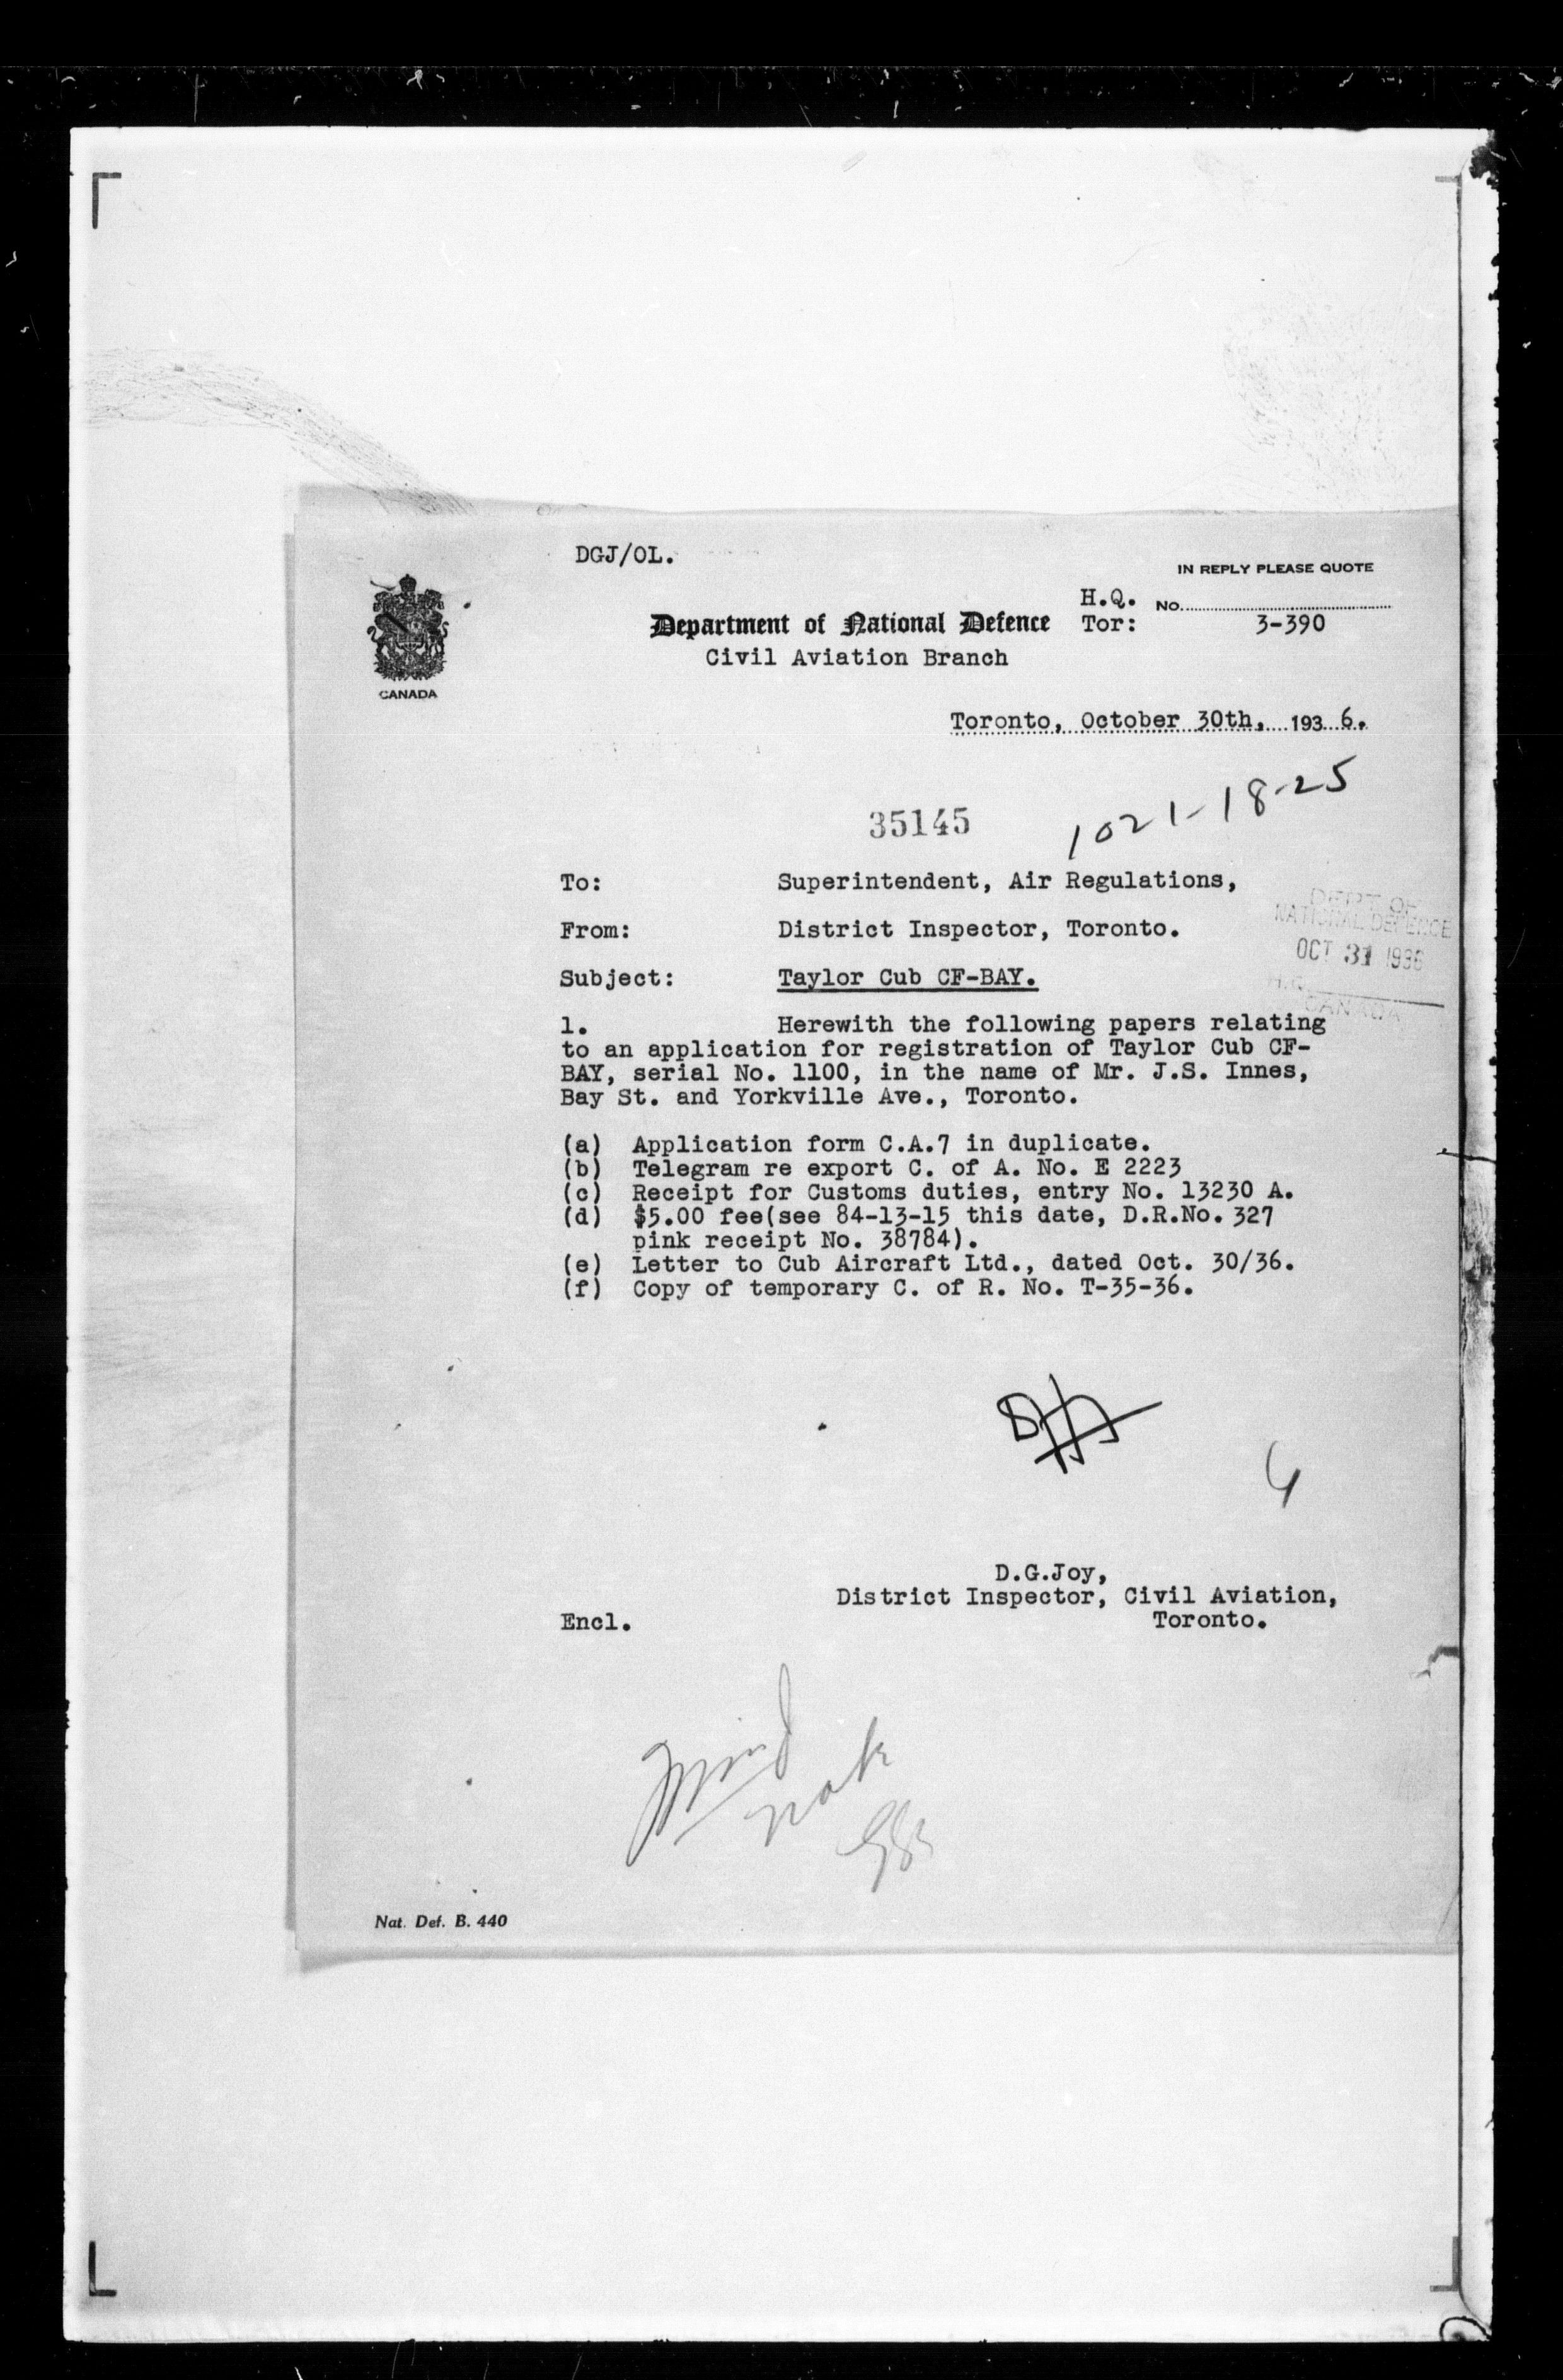 DGJ/OL.
IN REPLY PLEASE QUOTE
H.Q. No.
Department of National Defence Tor: 3-390
Civil Aviation Branch
CANADA
Toronto, October 30th, 1936.
1021-18-25
35145
To: Superintendent, Air Regulations,
DEPT OF
NATIONAL DEFENCE
OCT 31 1936
H.Q.
CANADA
From: District Inspector, Toronto.
Subject: Taylor Cub CF-BAY.
1. Herewith the following papers relating
to an application for registration of Taylor Cub CF-
BAY, serial No. 1100, in the name of Mr. J.S. Innes,
Bay St. and Yorkville Ave., Toronto.
(a) Application form C.A.7 in duplicate.
(b) Telegram re export C. of A. No. E 2223
(c) Receipt for Customs duties, entry No. 13230 A.
(d) $5.00 fee(see 84-13-15 this date, D.R.No. 327
pink receipt No. 38784).
(e) Letter to Cub Aircraft Ltd., dated Oct. 30/36.
(f) Copy of temporary C. of R. No. T-35-36.
D.G.Joy,
District Inspector, Civil Aviation,
Toronto.
Encl.
Nat. Def. B. 440